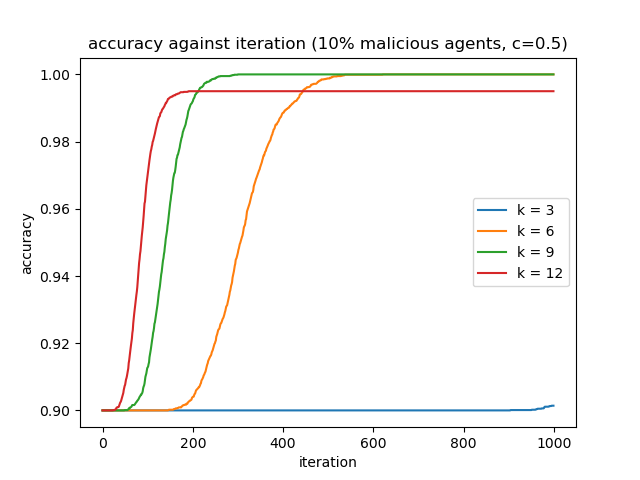 accuracy against iteration (10% malicious agents, c=0.5)
1.00
0.98
0.96
0.94
0.92
0.90
accuracy
k = 3
k = 6
k = 9
k = 12
0 200 400 600 800 1000
iteration